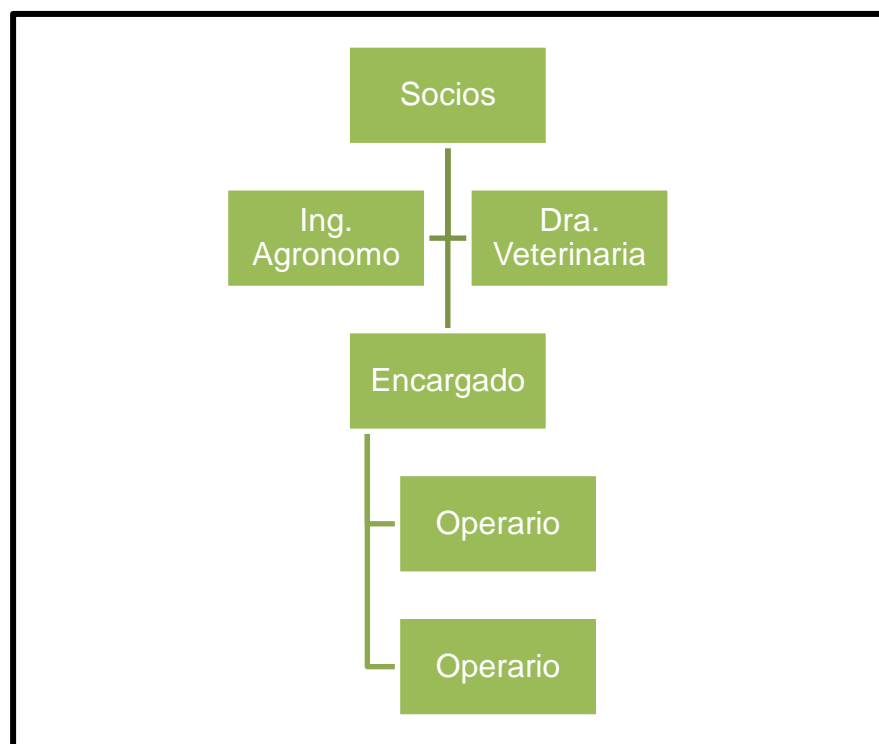 Socios
Ing.
Agronomo
Dra.
Veterinaria
Encargado
Operario
Operario